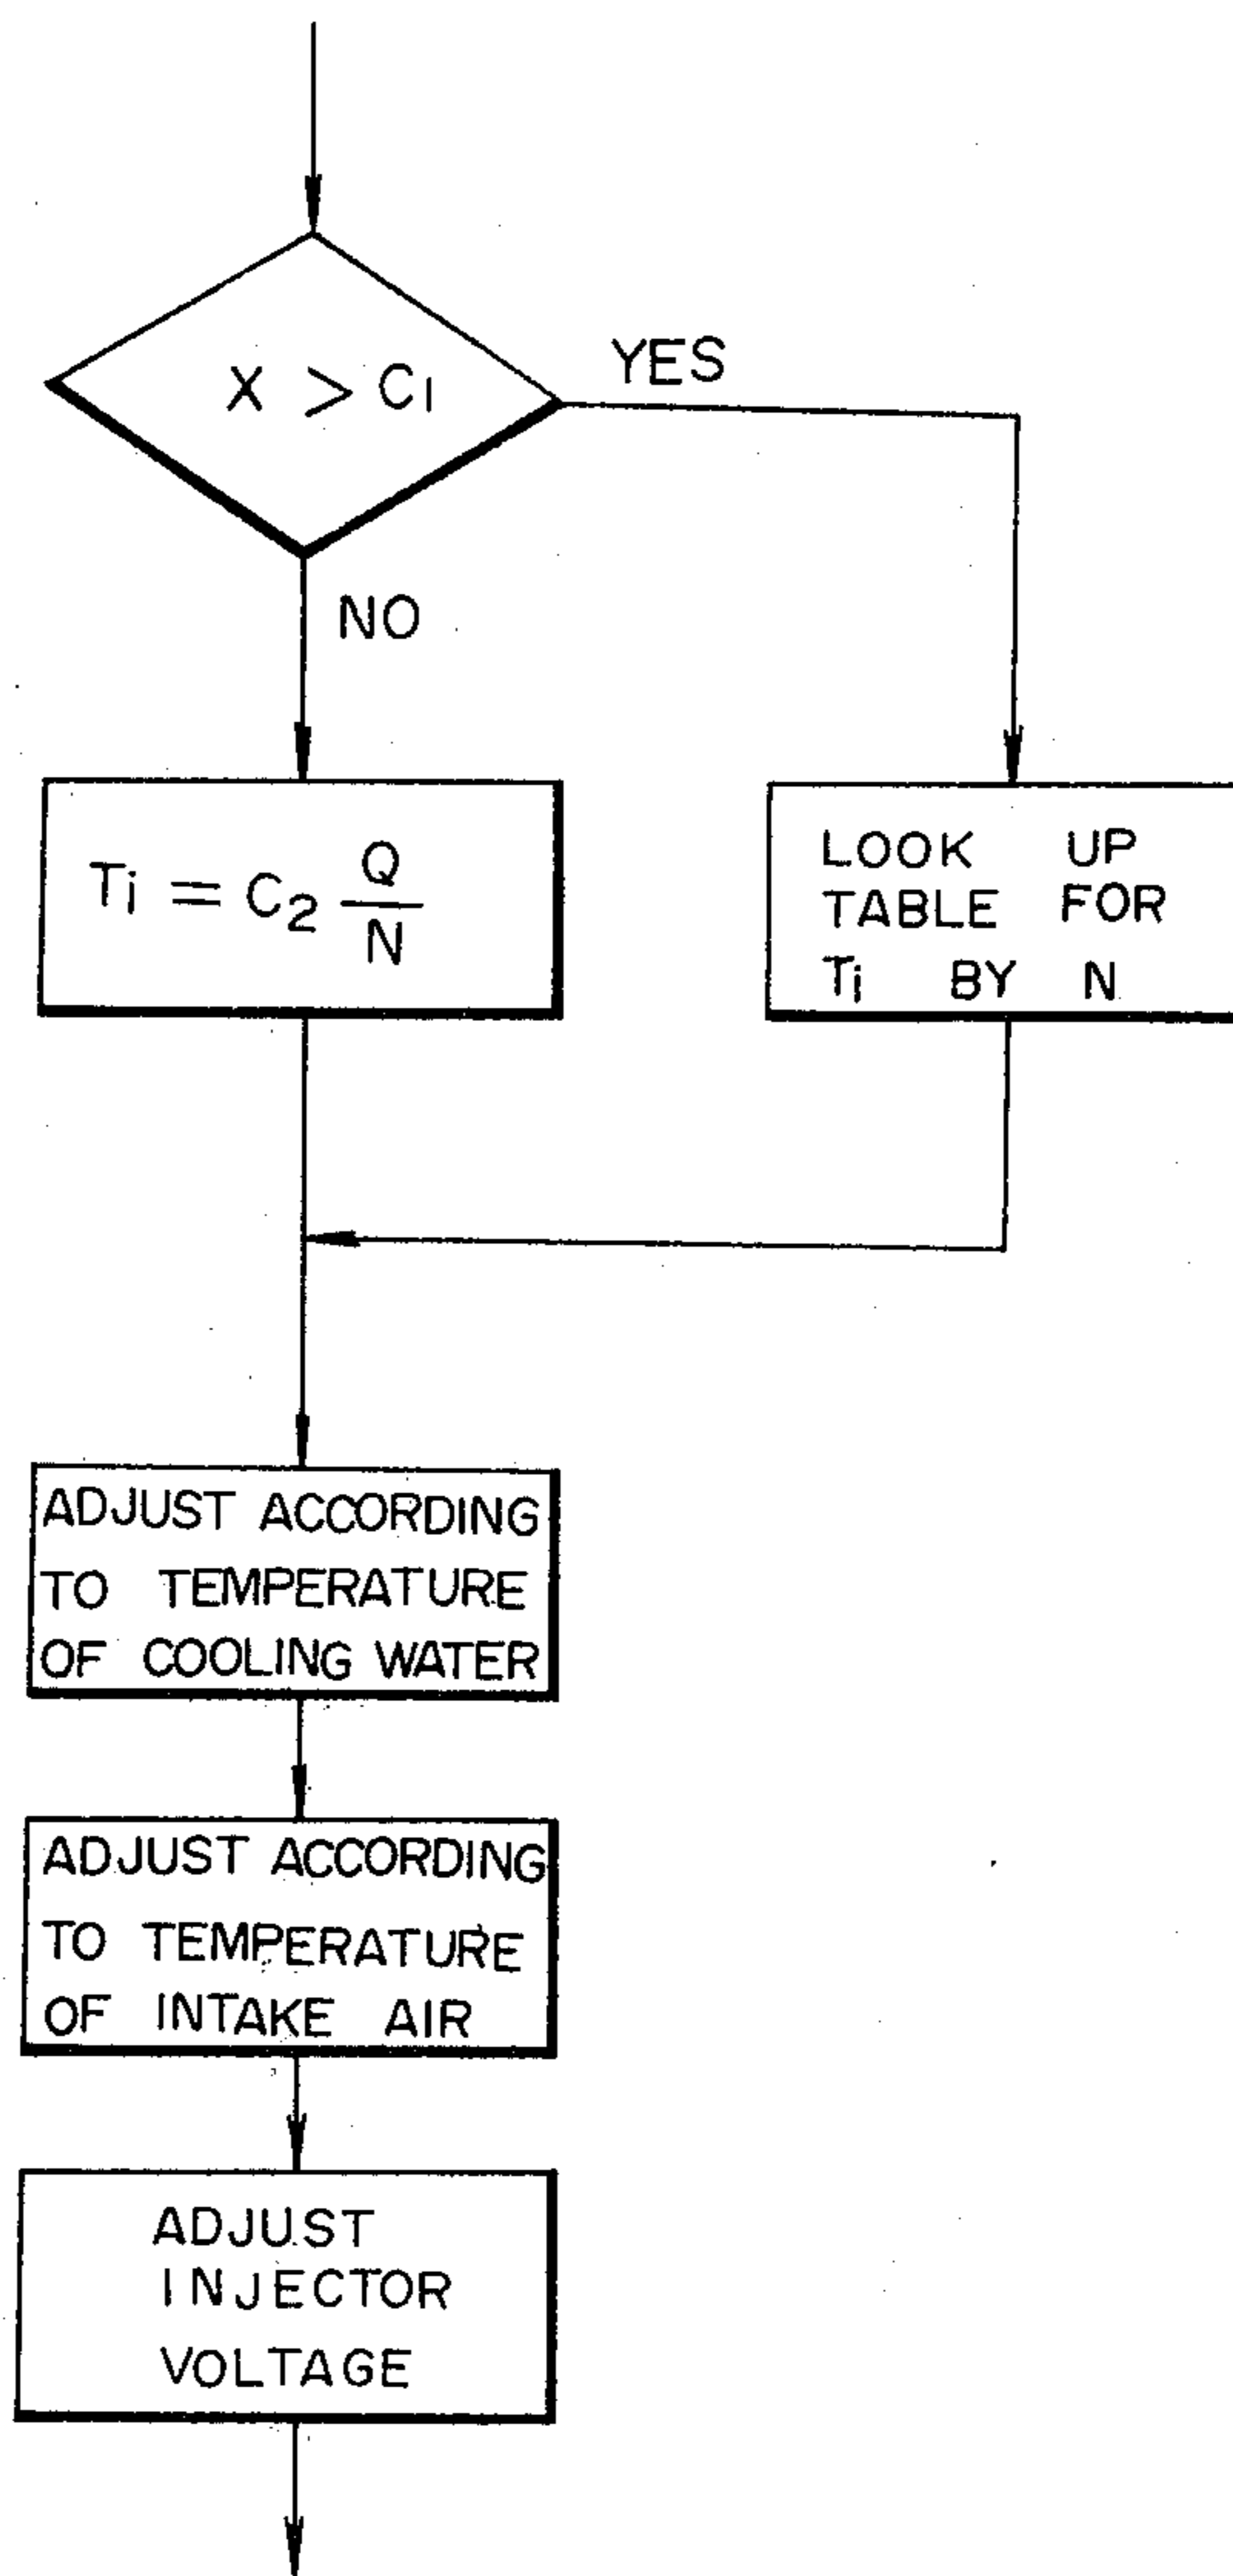 X > C1
YES
NO
Ti = C2 Q/N
LOOK UP
TABLE FOR
Ti BY N
ADJUST ACCORDING
TO TEMPERATURE
OF COOLING WATER
ADJUST ACCORDING
TO TEMPERATURE
OF INTAKE AIR
ADJUST
INJECTOR
VOLTAGE